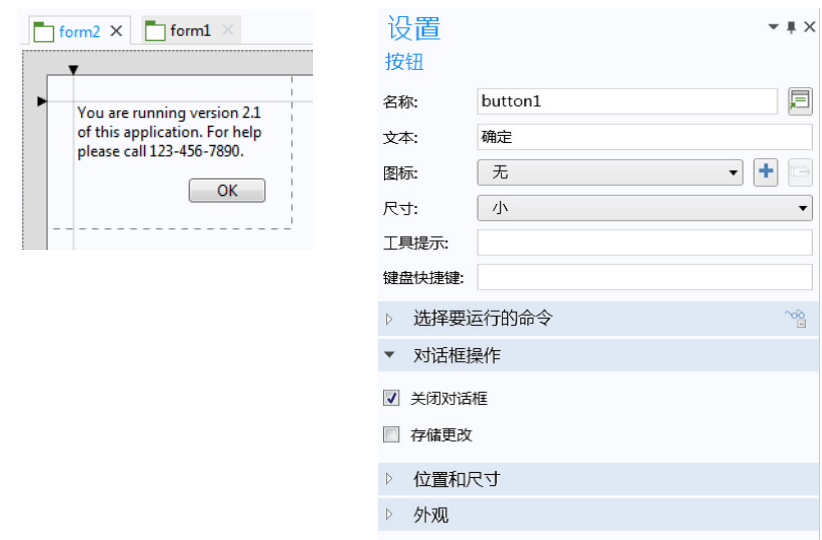 form2
form1
You are running version 2.1
of this application. For help
please call 123-456-7890.
OK
设置
按钮
名称: button1
文本: 确定
图标: 无
尺寸: 小
工具提示:
键盘快捷键:
选择要运行的命令
对话框操作
关闭对话框
存储更改
位置和尺寸
外观